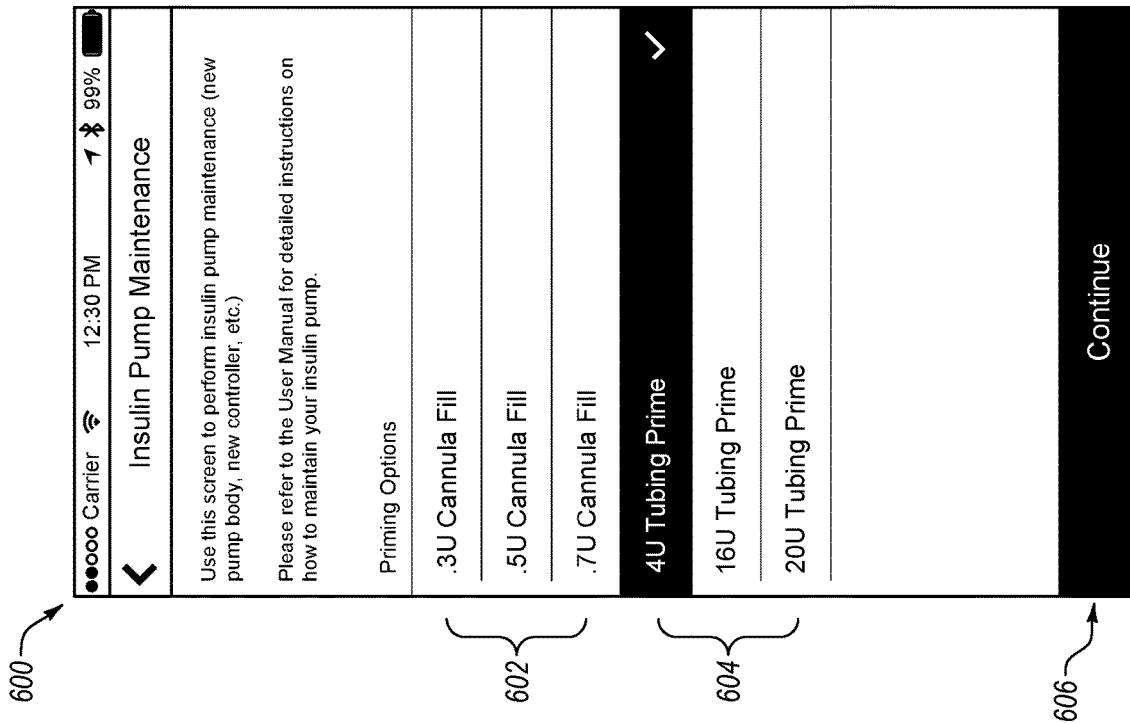 600
Carrier 12:30 PM 99%
Insulin Pump Maintenance
Use this screen to perform insulin pump maintenance (new
pump body, new controller, etc.)
Please refer to the User Manual for detailed instructions on
how to maintain your insulin pump.
Priming Options
602
.3U Cannula Fill
.5U Cannula Fill
.7U Cannula Fill
604
4U Tubing Prime
16U Tubing Prime
20U Tubing Prime
606
Continue